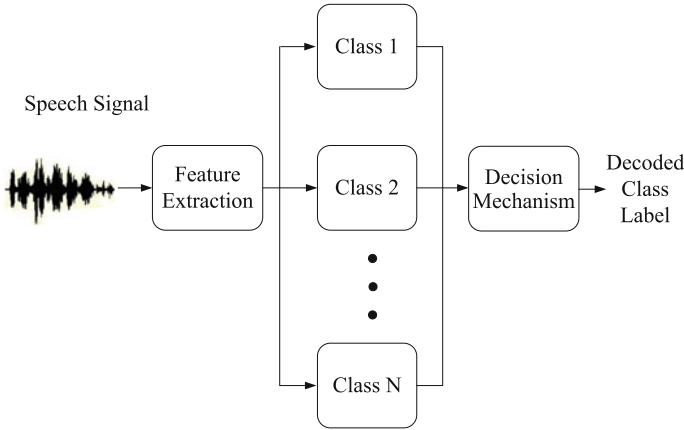 Speech Signal
Feature
Extraction
Class 1
Class 2
Class N
Decision
Mechanism
Decoded
Class
Label